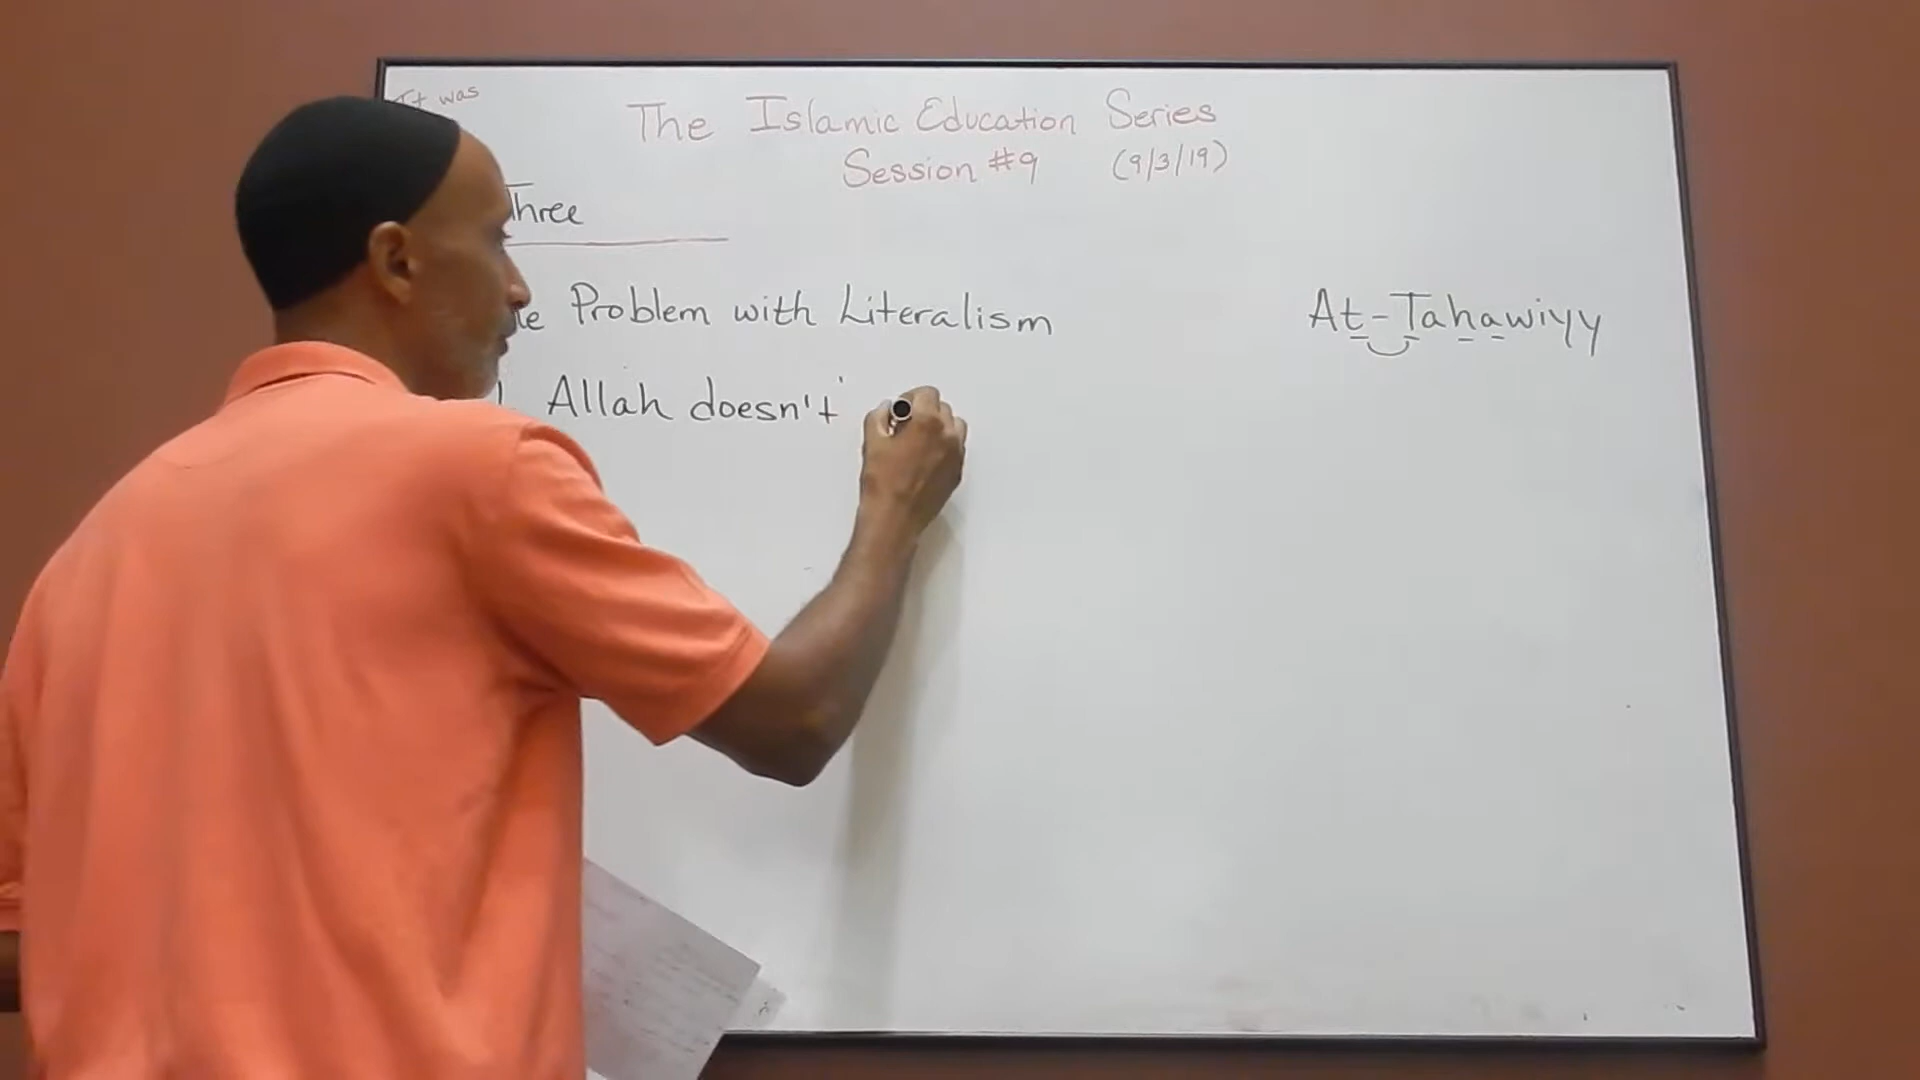 It was
The Islamic Education Series
Session #9 (9/3/19)
Three
Problem with Literalism
At-Tahawiyy
Allah doesn't